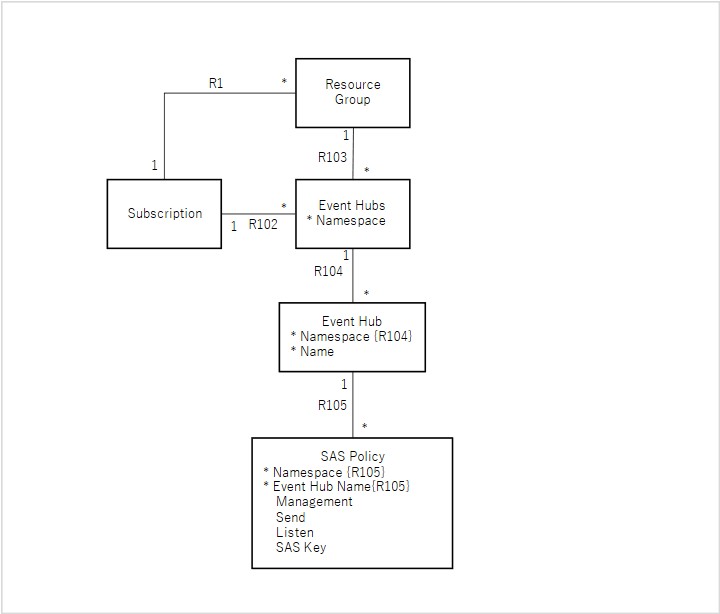 R1
*
Resource
Group
1
1
R103
*
Subscription
*
1 R102
Event Hubs
* Namespace
1
R104
*
Event Hub
* Namespace {R104}
* Name
1
R105
*
SAS Policy
* Namespace {R105}
* Event Hub Name{R105}
Management
Send
Listen
SAS Key